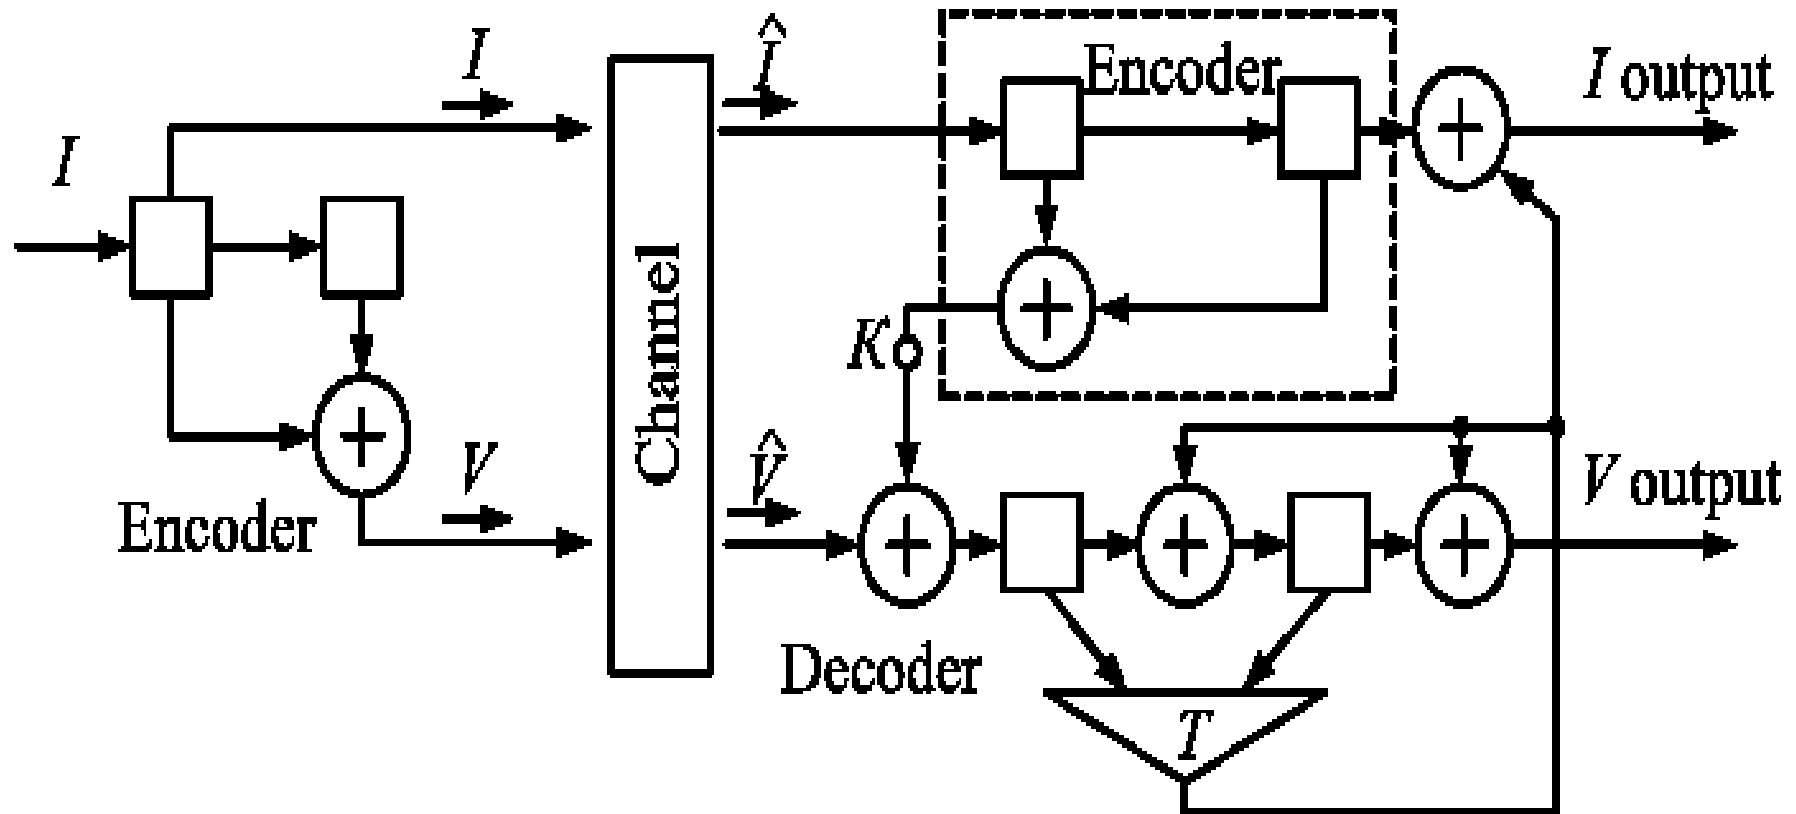 I
I
Encoder
V
Channel
Î
V̂
Encoder
K
I output
V output
Decoder
T